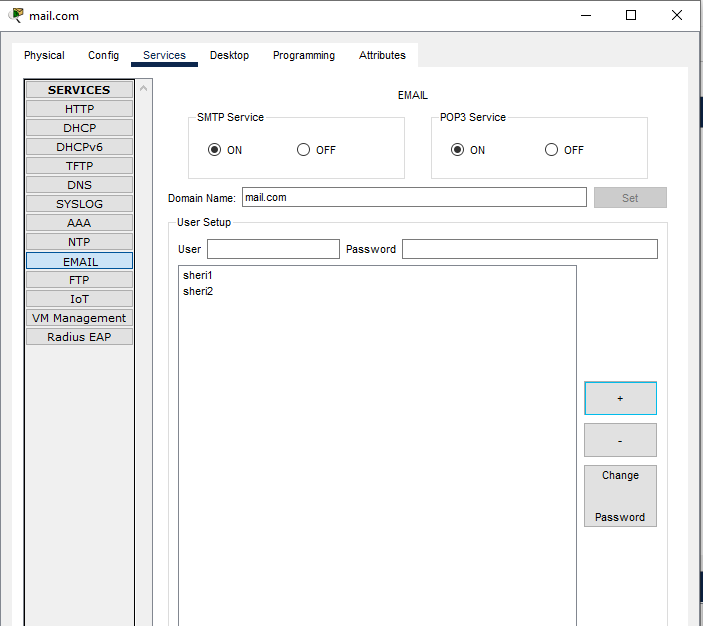 mail.com
Physical Config Services Desktop Programming Attributes
SERVICES
HTTP
DHCP
DHCPv6
TFTP
DNS
SYSLOG
AAA
NTP
EMAIL
FTP
IoT
VM Management
Radius EAP
EMAIL
SMTP Service
ON OFF
POP3 Service
ON OFF
Domain Name: mail.com Set
User Setup
User Password
sheri1
sheri2
+
-
Change
Password